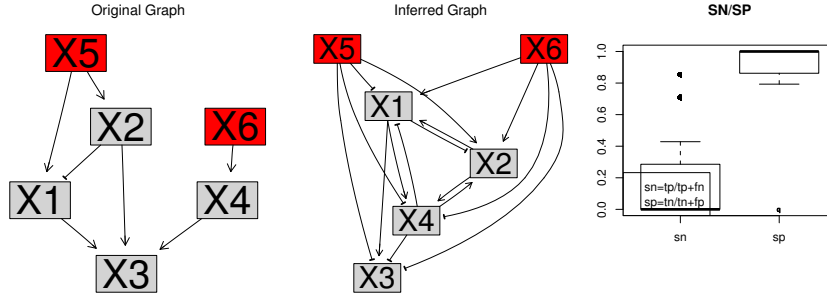 Original Graph
X5
X2
X6
X1
X4
X3
Inferred Graph
X5
X6
X1
X2
X4
X3
SN/SP
1.0
0.8
0.6
0.4
0.2
0.0
sn=tp/tp+fn
sp=tn/tn+fp
sn
sp